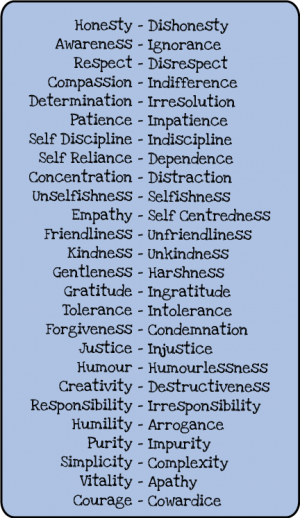 Honesty - Dishonesty
Awareness - Ignorance
Respect - Disrespect
Compassion - Indifference
Determination - Irresolution
Patience - Impatience
Self Discipline - Indiscipline
Self Reliance - Dependence
Concentration - Distraction
Unselfishness - Selfishness
Empathy - Self Centredness
Friendliness - Unfriendliness
Kindness - Unkindness
Gentleness - Harshness
Gratitude - Ingratitude
Tolerance - Intolerance
Forgiveness - Condemnation
Justice - Injustice
Humour - Humourlessness
Creativity - Destructiveness
Responsibility - Irresponsibility
Humility - Arrogance
Purity - Impurity
Simplicity - Complexity
Vitality - Apathy
Courage - Cowardice